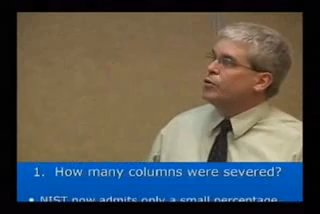 1. How many columns were severed?
• NIST now admits only a small percentage